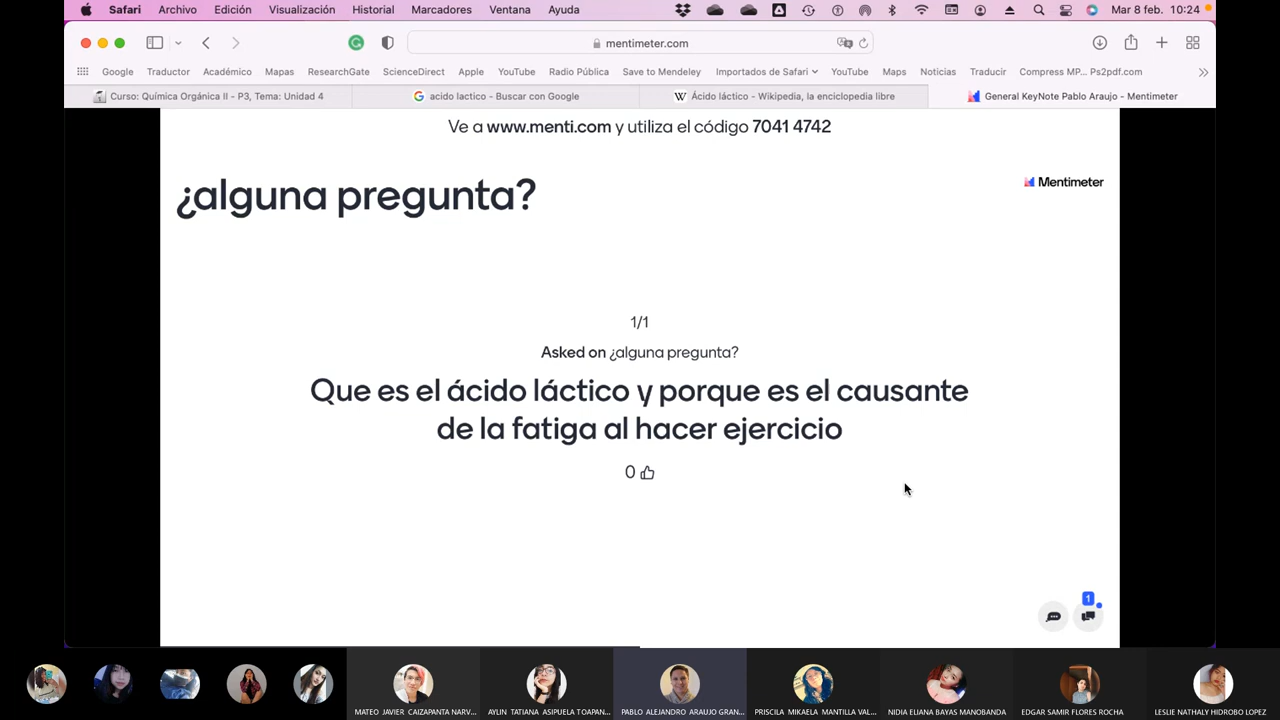 Safari Archivo Edición Visualización Historial Marcadores Ventana Ayuda Mar 8 feb. 10:24
mentimeter.com
Google Traductor Académico Mapas ResearchGate ScienceDirect Apple YouTube Radio Pública Save to Mendeley Importados de Safari YouTube Maps Noticias Traducir Compress MP... Ps2pdf.com
Curso: Química Orgánica II - P3, Tema: Unidad 4 acido lactico - Buscar con Google Ácido láctico - Wikipedia, la enciclopedia libre General KeyNote Pablo Araujo - Mentimeter
Ve a www.menti.com y utiliza el código 7041 4742
¿alguna pregunta?
Mentimeter
1/1
Asked on ¿alguna pregunta?
Que es el ácido láctico y porque es el causante
de la fatiga al hacer ejercicio
0
1
MATEO JAVIER CAIZAPANTA NARV... AYLIN TATIANA ASIPUELA TOAPAN... PABLO ALEJANDRO ARAUJO GRAN... PRISCILA MIKAELA MANTILLA VAL... NIDIA ELIANA BAYAS MANOBANDA EDGAR SAMIR FLORES ROCHA LESLIE NATHALY HIDROBO LOPEZ